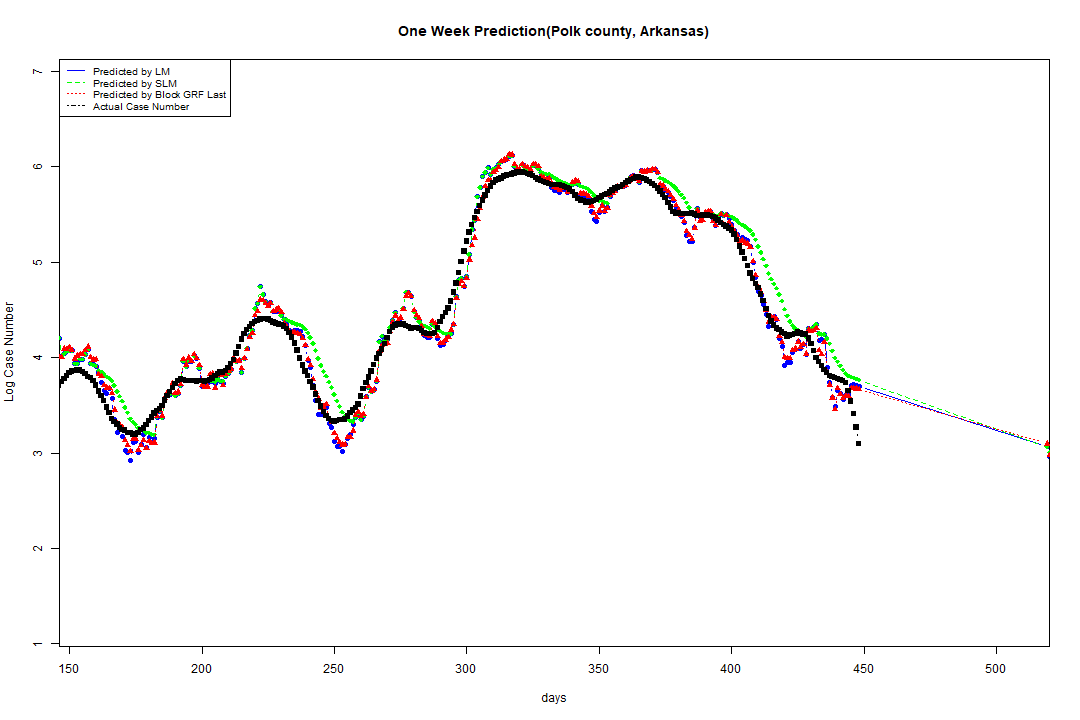 One Week Prediction(Polk county, Arkansas)
Predicted by LM
Predicted by SLM
Predicted by Block GRF Last
Actual Case Number
Log Case Number
7
6
5
4
3
2
1
150 200 250 300 350 400 450 500
days